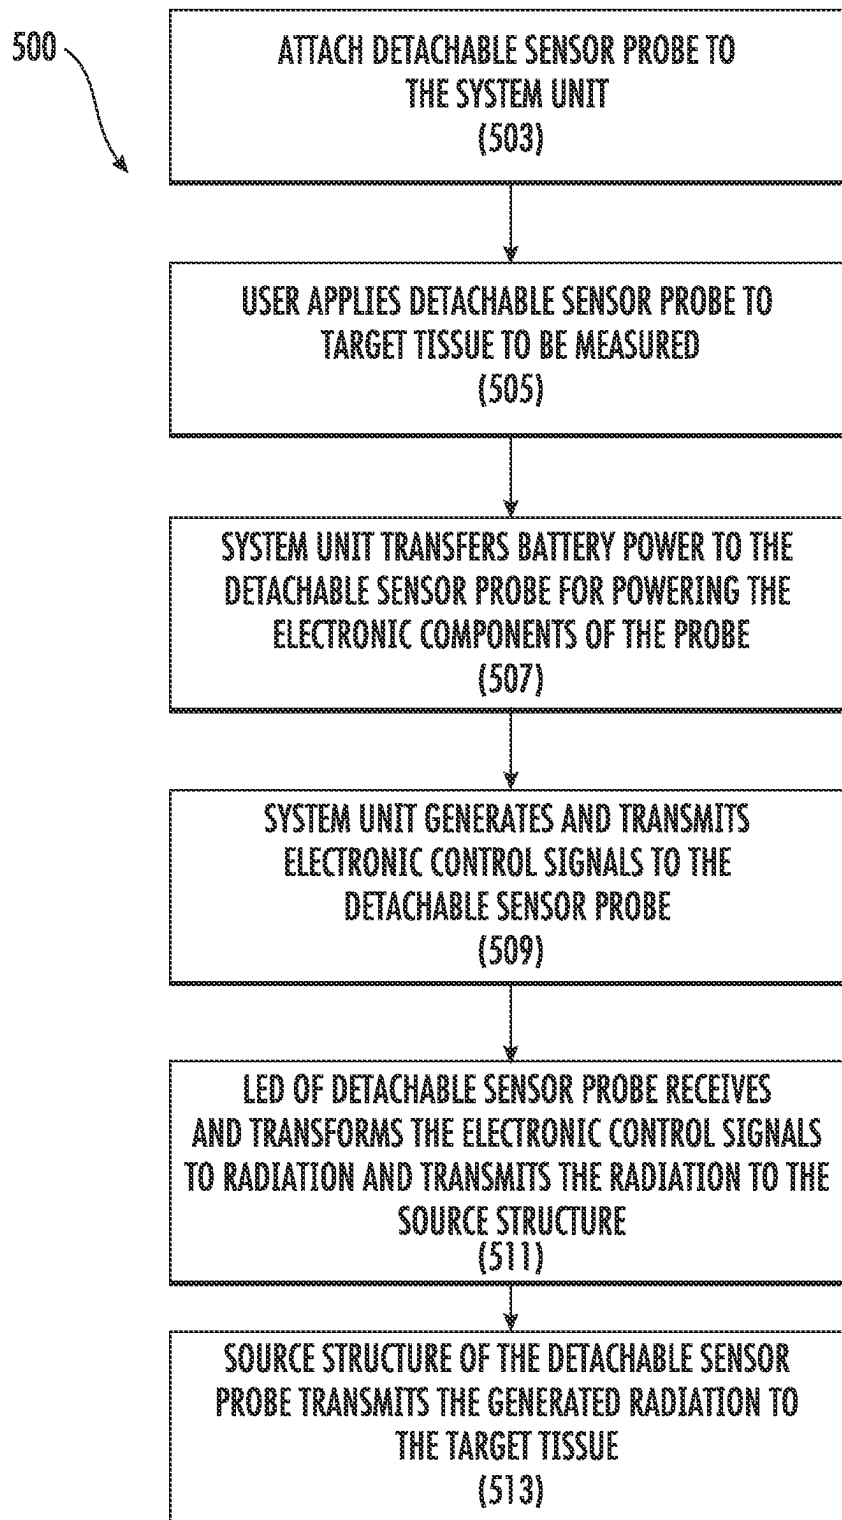 500
ATTACH DETACHABLE SENSOR PROBE TO
THE SYSTEM UNIT
(503)
USER APPLIES DETACHABLE SENSOR PROBE TO
TARGET TISSUE TO BE MEASURED
(505)
SYSTEM UNIT TRANSFERS BATTERY POWER TO THE
DETACHABLE SENSOR PROBE FOR POWERING THE
ELECTRONIC COMPONENTS OF THE PROBE
(507)
SYSTEM UNIT GENERATES AND TRANSMITS
ELECTRONIC CONTROL SIGNALS TO THE
DETACHABLE SENSOR PROBE
(509)
LED OF DETACHABLE SENSOR PROBE RECEIVES
AND TRANSFORMS THE ELECTRONIC CONTROL SIGNALS
TO RADIATION AND TRANSMITS THE RADIATION TO THE
SOURCE STRUCTURE
(511)
SOURCE STRUCTURE OF THE DETACHABLE SENSOR
PROBE TRANSMITS THE GENERATED RADIATION TO
THE TARGET TISSUE
(513)